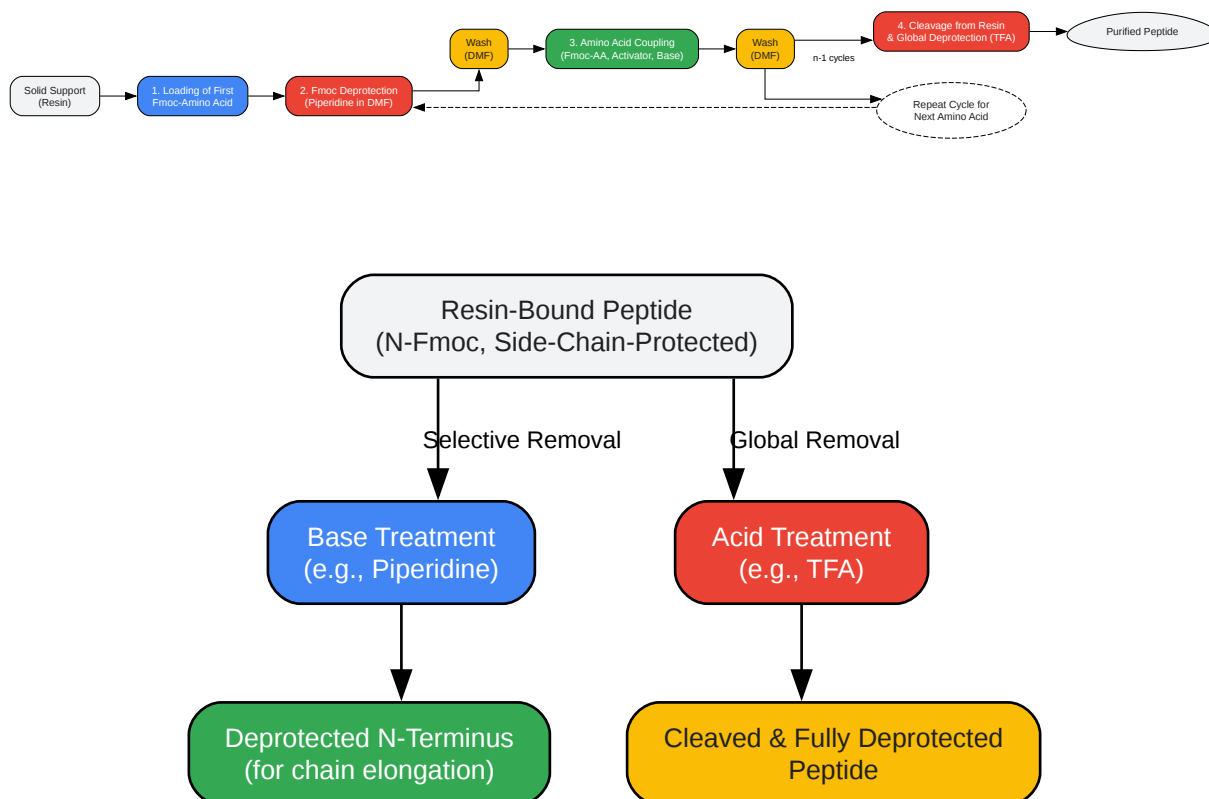 Solid Support
(Resin)
1. Loading of First
Fmoc-Amino Acid
2. Fmoc Deprotection
(Piperidine in DMF)
Wash
(DMF)
3. Amino Acid Coupling
(Fmoc-AA, Activator, Base)
Wash
(DMF)
n-1 cycles
4. Cleavage from Resin
& Global Deprotection (TFA)
Purified Peptide
Repeat Cycle for
Next Amino Acid
Resin-Bound Peptide
(N-Fmoc, Side-Chain-Protected)
Selective Removal
Global Removal
Base Treatment
(e.g., Piperidine)
Acid Treatment
(e.g., TFA)
Deprotected N-Terminus
(for chain elongation)
Cleaved & Fully Deprotected
Peptide